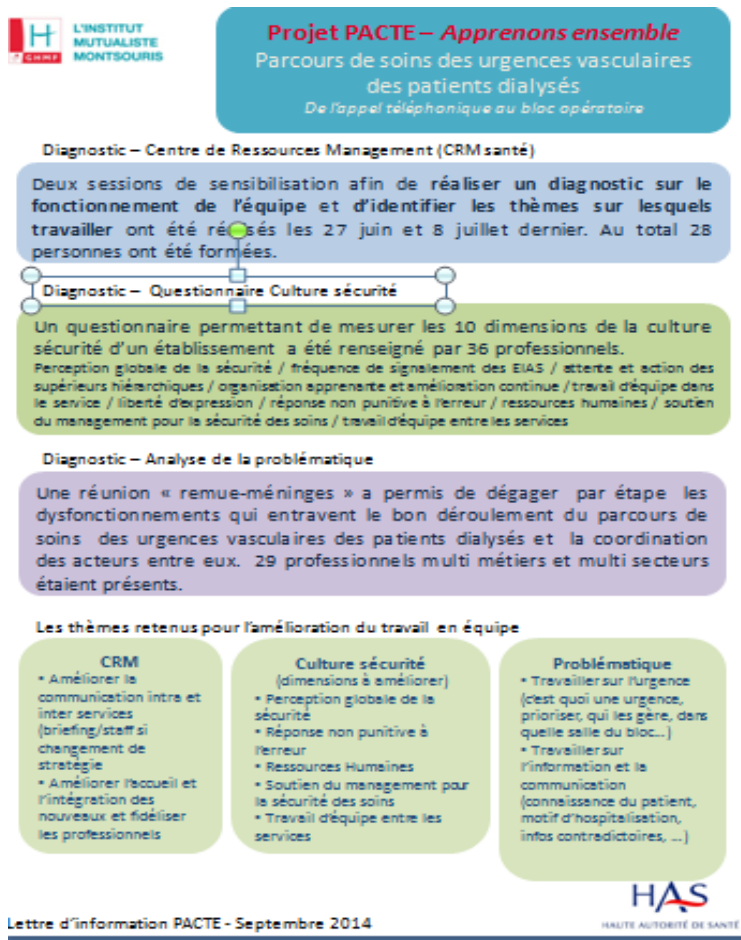 L'INSTITUT
MUTUALISTE
MONTSOURIS
GHMF
Projet PACTE – Apprenons ensemble
Parcours de soins des urgences vasculaires
des patients dialysés
De l'appel téléphonique au bloc opératoire
Diagnostic – Centre de Ressources Management (CRM santé)
Deux sessions de sensibilisation afin de réaliser un diagnostic sur le
fonctionnement de l'équipe et d'identifier les thèmes sur lesquels
travailler ont été les 27 juin et 8 juillet dernier. Au total 28
personnes ont été formées.
Diagnostic – Questionnaire Culture sécurité
Un questionnaire permettant de mesurer les 10 dimensions de la culture
sécurité d'un établissement a été renseigné par 36 professionnels.
Perception globale de la sécurité / fréquence de signalement des EIAS / attente et action des
supérieurs hiérarchiques / organisation apprenante et amélioration continue / travail d'équipe dans
le service / liberté d'expression / réponse non punitive à l'erreur / ressources humaines / soutien
du management pour la sécurité des soins / travail d'équipe entre les services
Diagnostic – Analyse de la problématique
Une réunion « remue-méninges » a permis de dégager par étape les
dysfonctionnements qui entravent le bon déroulement du parcours de
soins des urgences vasculaires des patients dialysés et la coordination
des acteurs entre eux. 29 professionnels multi métiers et multi secteurs
étaient présents.
Les thèmes retenus pour l'amélioration du travail en équipe
CRM
• Améliorer la
communication intra et
inter services
(briefing/staff si
changement de
stratégie
• Améliorer l'accueil et
l'intégration des
nouveaux et fidéliser
les professionnels
Culture sécurité
(dimensions à améliorer)
• Perception globale de la
sécurité
• Réponse non punitive à
l'erreur
• Ressources Humaines
• Soutien du management pour
la sécurité des soins
• Travail d'équipe entre les
services
Problématique
• Travailler sur l'urgence
(c'est quoi une urgence,
prioriser, qui les gère, dans
quelle salle du bloc...)
• Travailler sur
l'information et la
communication
(connaissance du patient,
motif d'hospitalisation,
infos contradictoires, ...)
HAS
HAUTE AUTORITÉ DE SANTÉ
Lettre d'information PACTE - Septembre 2014